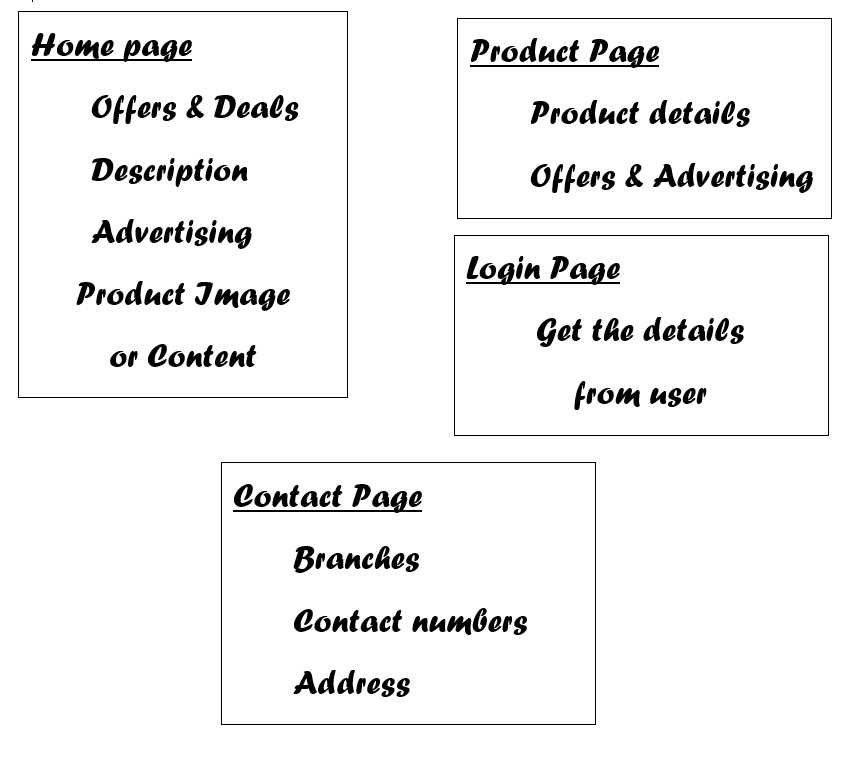 Home page
Offers & Deals
Description
Advertising
Product Image
or Content
Product Page
Product details
Offers & Advertising
Login Page
Get the details
from user
Contact Page
Branches
Contact numbers
Address